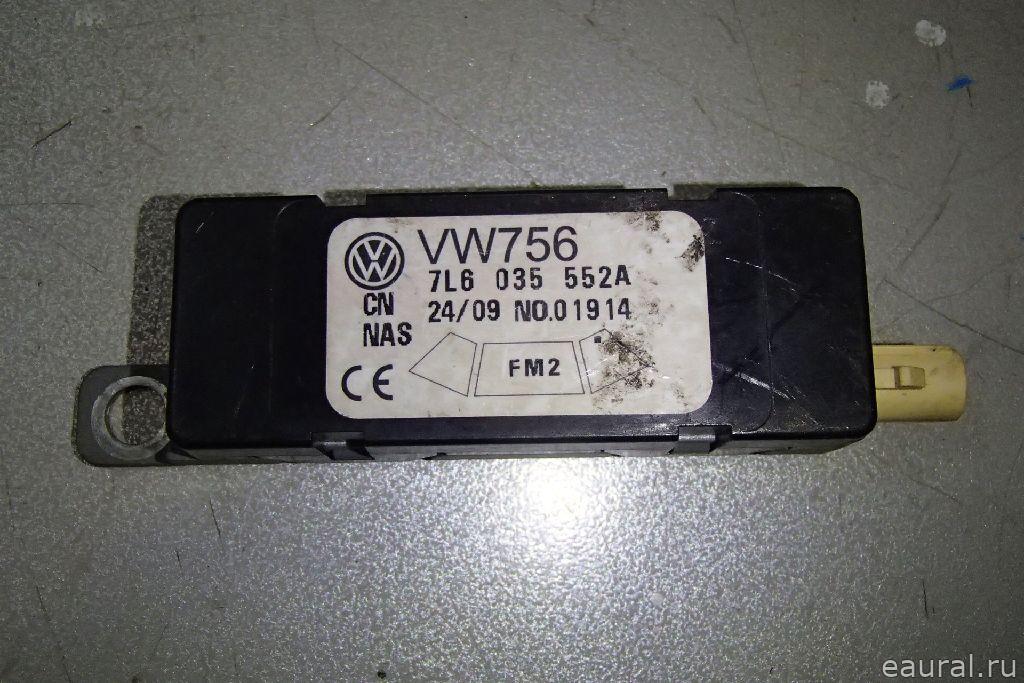 VW756
7L6 035 552A
CN 24/09 NO.01914
NAS
CE FM2
eaural.ru